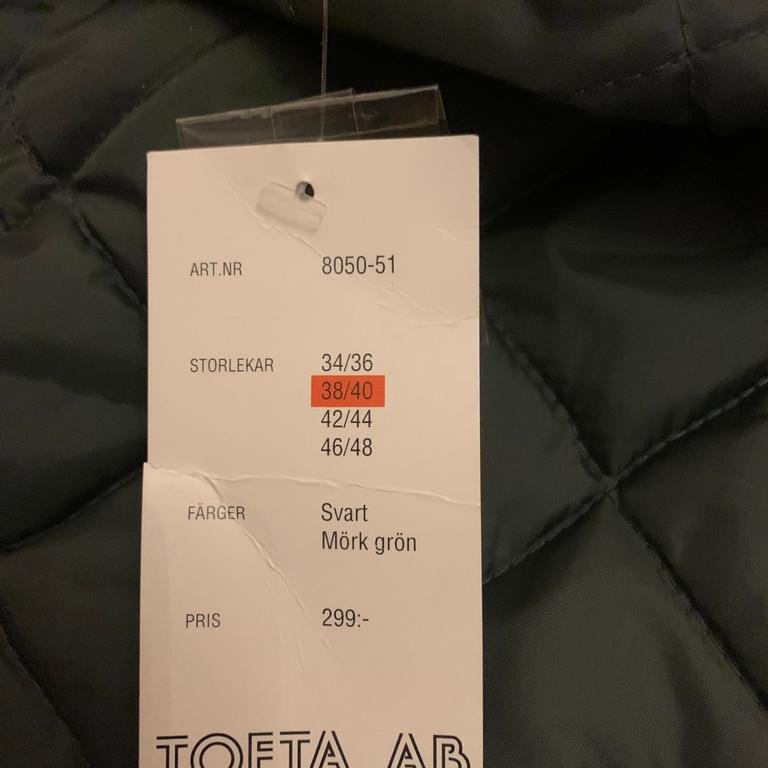 ART.NR 8050-51
STORLEKAR 34/36
38/40
42/44
46/48
FÄRGER Svart
Mörk grön
PRIS 299:-
TOFTA AB